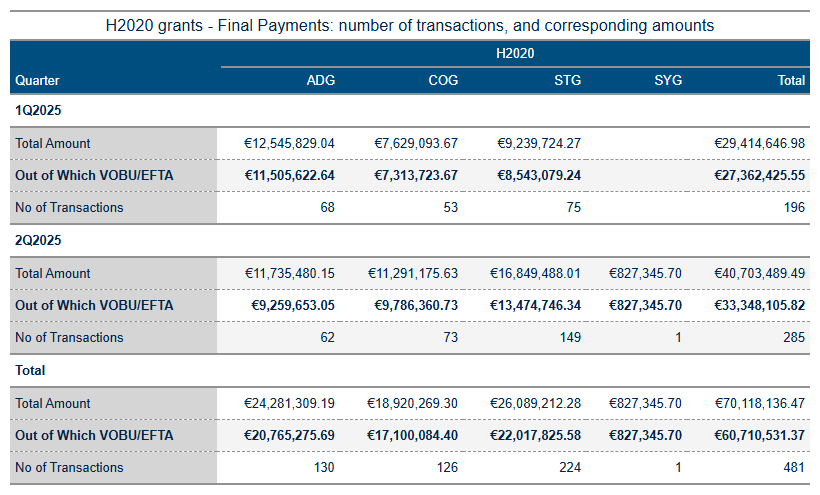 H2020 grants - Final Payments: number of transactions, and corresponding amounts
H2020
Quarter ADG COG STG SYG Total
1Q2025
Total Amount €12,545,829.04 €7,629,093.67 €9,239,724.27 €29,414,646.98
Out of Which VOBU/EFTA €11,505,622.64 €7,313,723.67 €8,543,079.24 €27,362,425.55
No of Transactions 68 53 75 196
2Q2025
Total Amount €11,735,480.15 €11,291,175.63 €16,849,488.01 €827,345.70 €40,703,489.49
Out of Which VOBU/EFTA €9,259,653.05 €9,786,360.73 €13,474,746.34 €827,345.70 €33,348,105.82
No of Transactions 62 73 149 1 285
Total
Total Amount €24,281,309.19 €18,920,269.30 €26,089,212.28 €827,345.70 €70,118,136.47
Out of Which VOBU/EFTA €20,765,275.69 €17,100,084.40 €22,017,825.58 €827,345.70 €60,710,531.37
No of Transactions 130 126 224 1 481